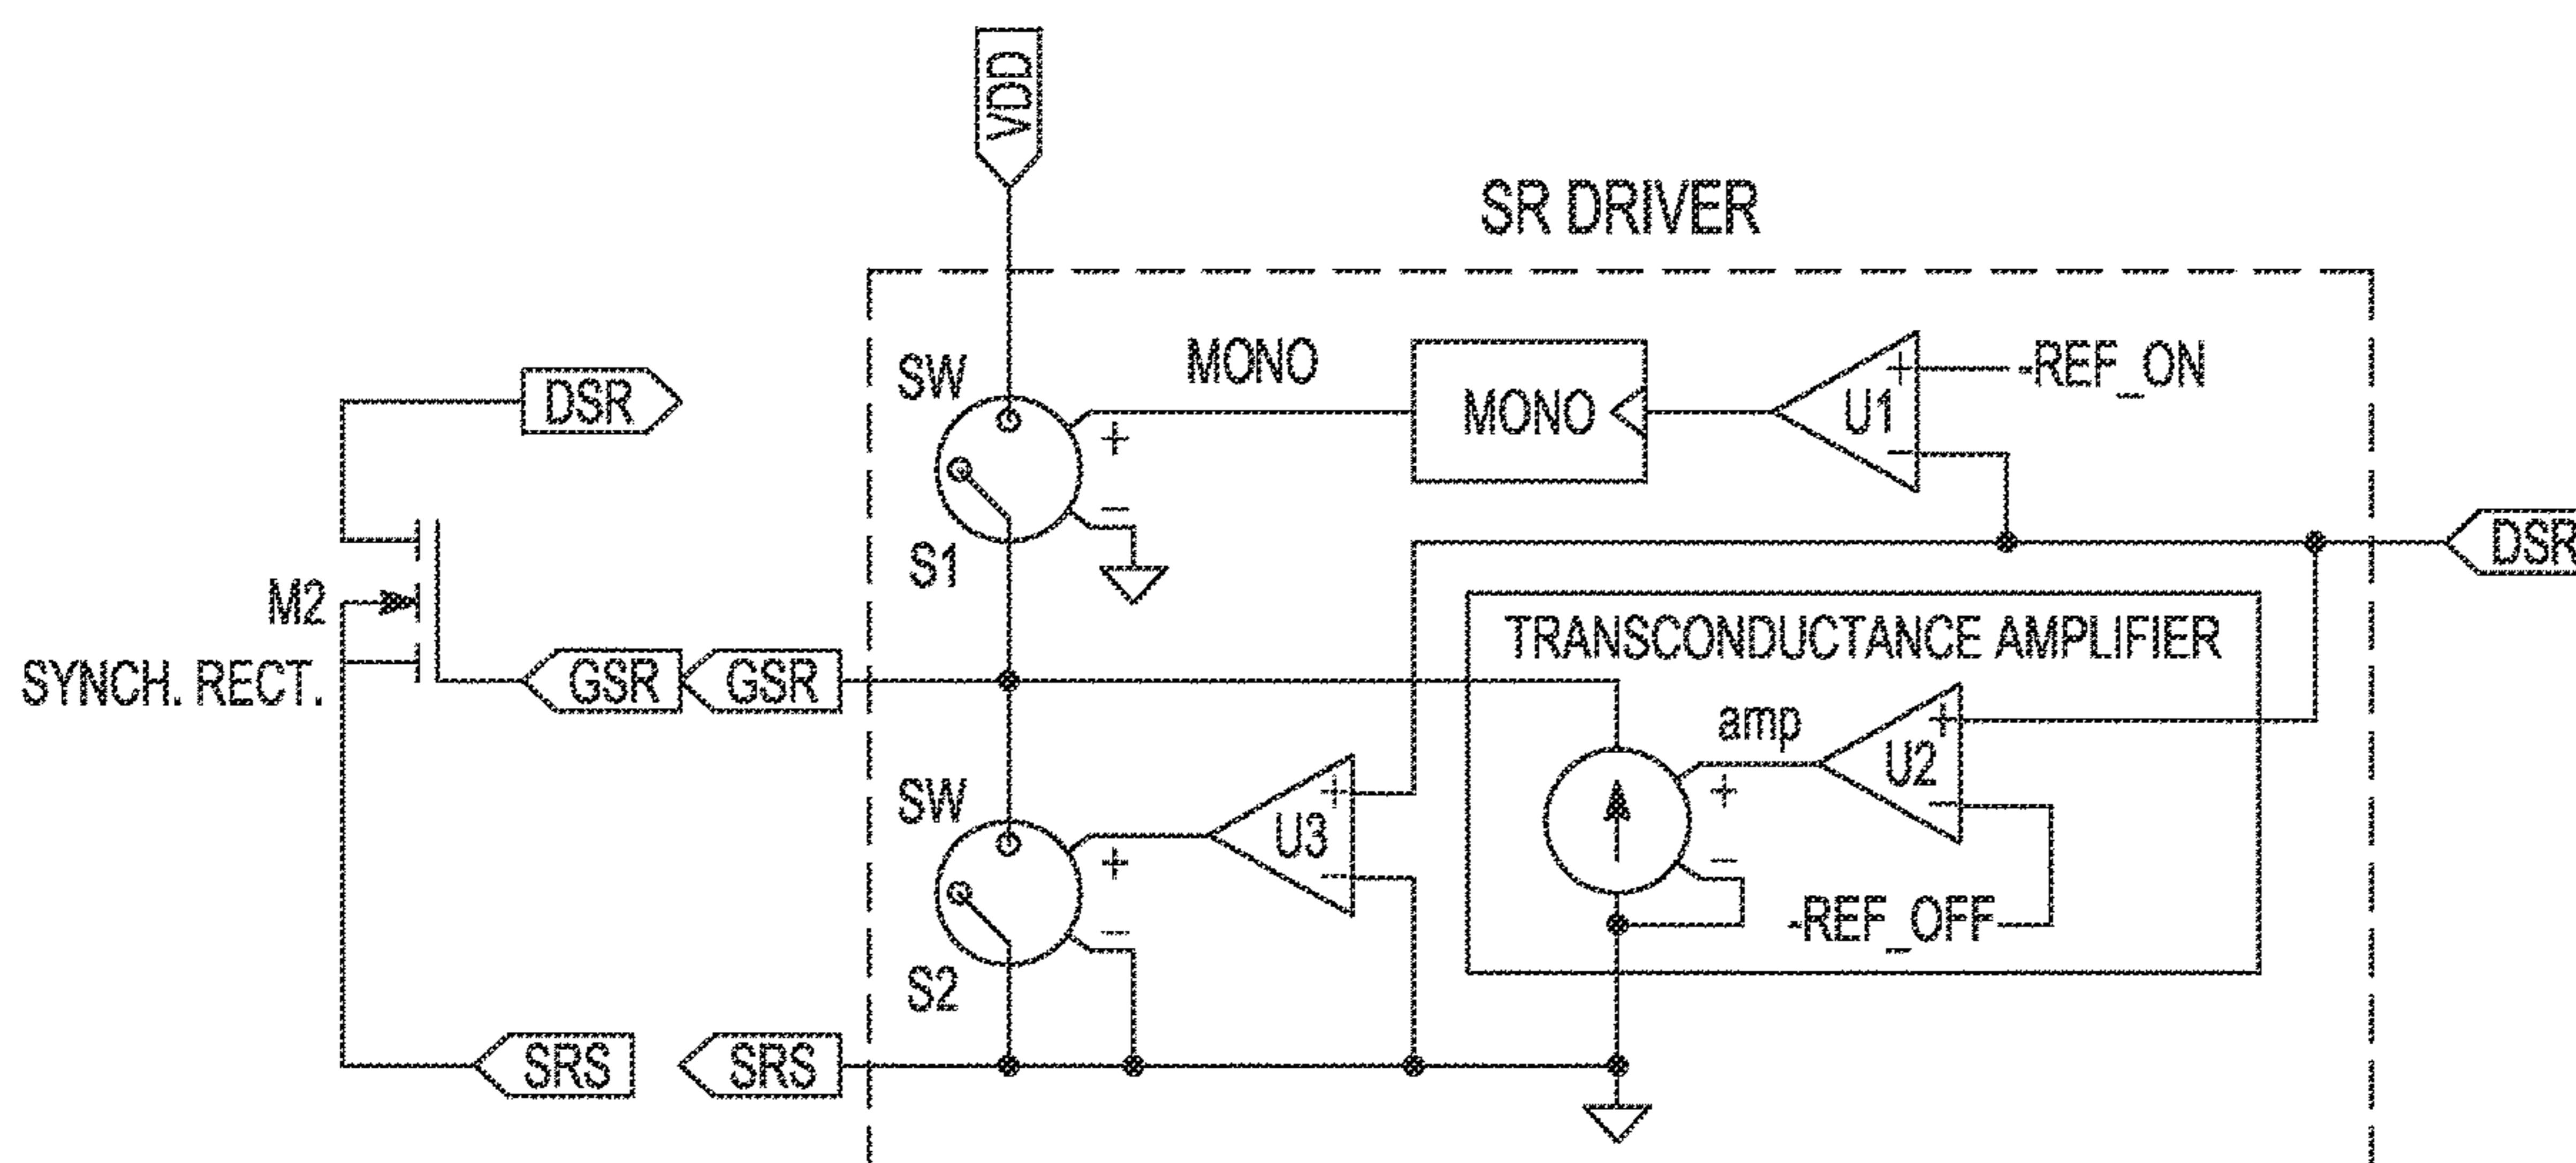 VDD
SR DRIVER
SW
MONO
MONO
+
U1
-REF_ON
DSR
+
−
−
S1
DSR
M2
TRANSCONDUCTANCE AMPLIFIER
SYNCH. RECT.
GSR
GSR
amp
+
U2
SW
+
+
U3
+
−
−
−
-REF_OFF
−
S2
SRS
SRS